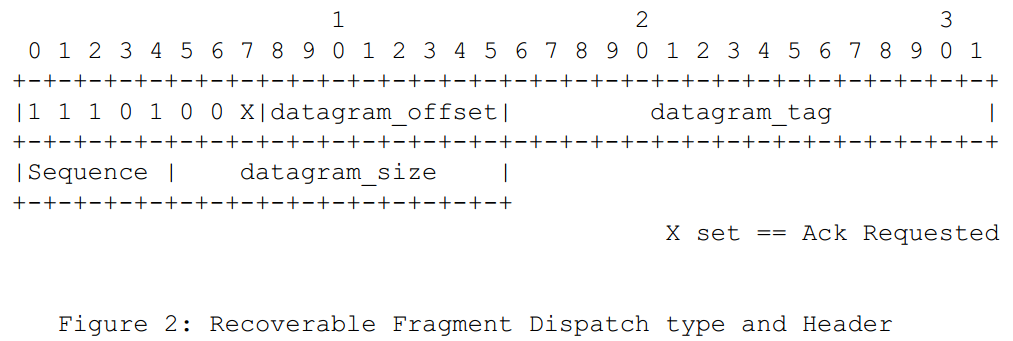 1                   2                   3
 0 1 2 3 4 5 6 7 8 9 0 1 2 3 4 5 6 7 8 9 0 1 2 3 4 5 6 7 8 9 0 1
+-+-+-+-+-+-+-+-+-+-+-+-+-+-+-+-+-+-+-+-+-+-+-+-+-+-+-+-+-+-+-+-+
|1 1 1 0 1 0 0 X|datagram_offset|         datagram_tag          |
+-+-+-+-+-+-+-+-+-+-+-+-+-+-+-+-+-+-+-+-+-+-+-+-+-+-+-+-+-+-+-+-+
|Sequence |    datagram_size    |
+-+-+-+-+-+-+-+-+-+-+-+-+-+-+-+-+
                                           X set == Ack Requested
   Figure 2: Recoverable Fragment Dispatch type and Header